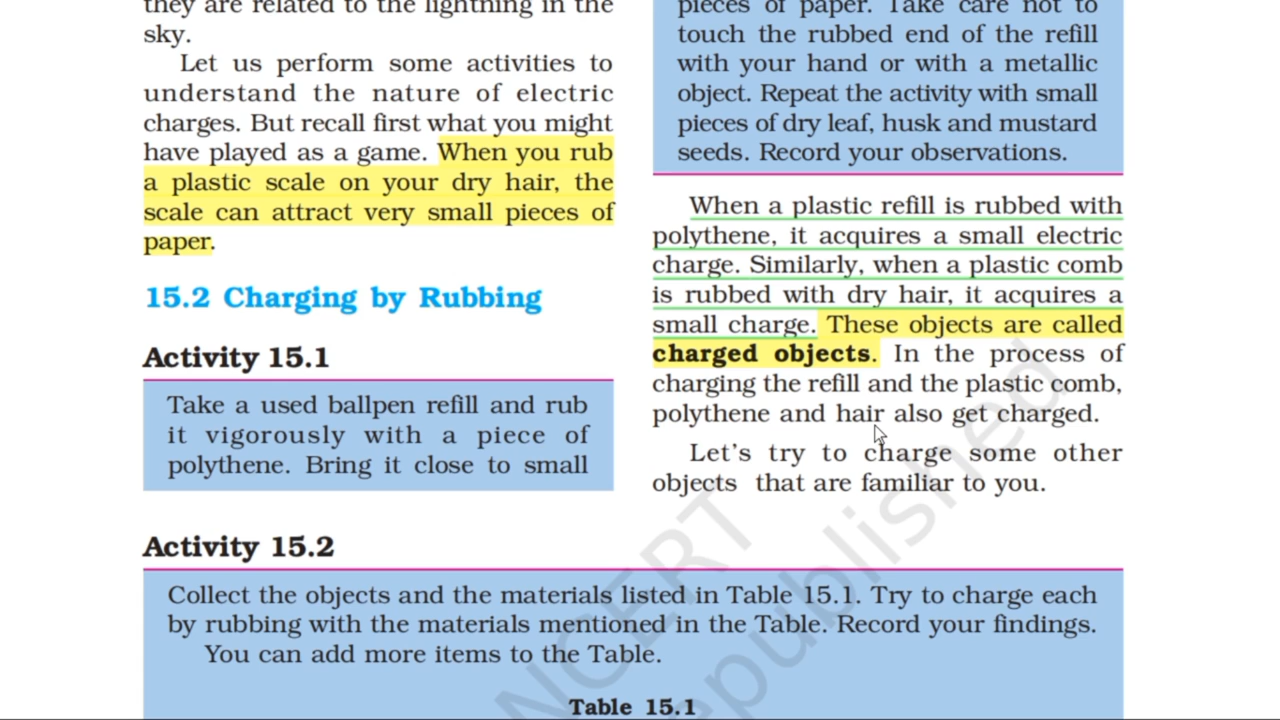 they are related to the lightning in the
sky.
Let us perform some activities to
understand the nature of electric
charges. But recall first what you might
have played as a game. When you rub
a plastic scale on your dry hair, the
scale can attract very small pieces of
paper.
15.2 Charging by Rubbing
Activity 15.1
Take a used ballpen refill and rub
it vigorously with a piece of
polythene. Bring it close to small
pieces of paper. Take care not to
touch the rubbed end of the refill
with your hand or with a metallic
object. Repeat the activity with small
pieces of dry leaf, husk and mustard
seeds. Record your observations.
When a plastic refill is rubbed with
polythene, it acquires a small electric
charge. Similarly, when a plastic comb
is rubbed with dry hair, it acquires a
small charge. These objects are called
charged objects. In the process of
charging the refill and the plastic comb,
polythene and hair also get charged.
Let's try to charge some other
objects that are familiar to you.
Activity 15.2
Collect the objects and the materials listed in Table 15.1. Try to charge each
by rubbing with the materials mentioned in the Table. Record your findings.
You can add more items to the Table.
Table 15.1
NCERT
republished